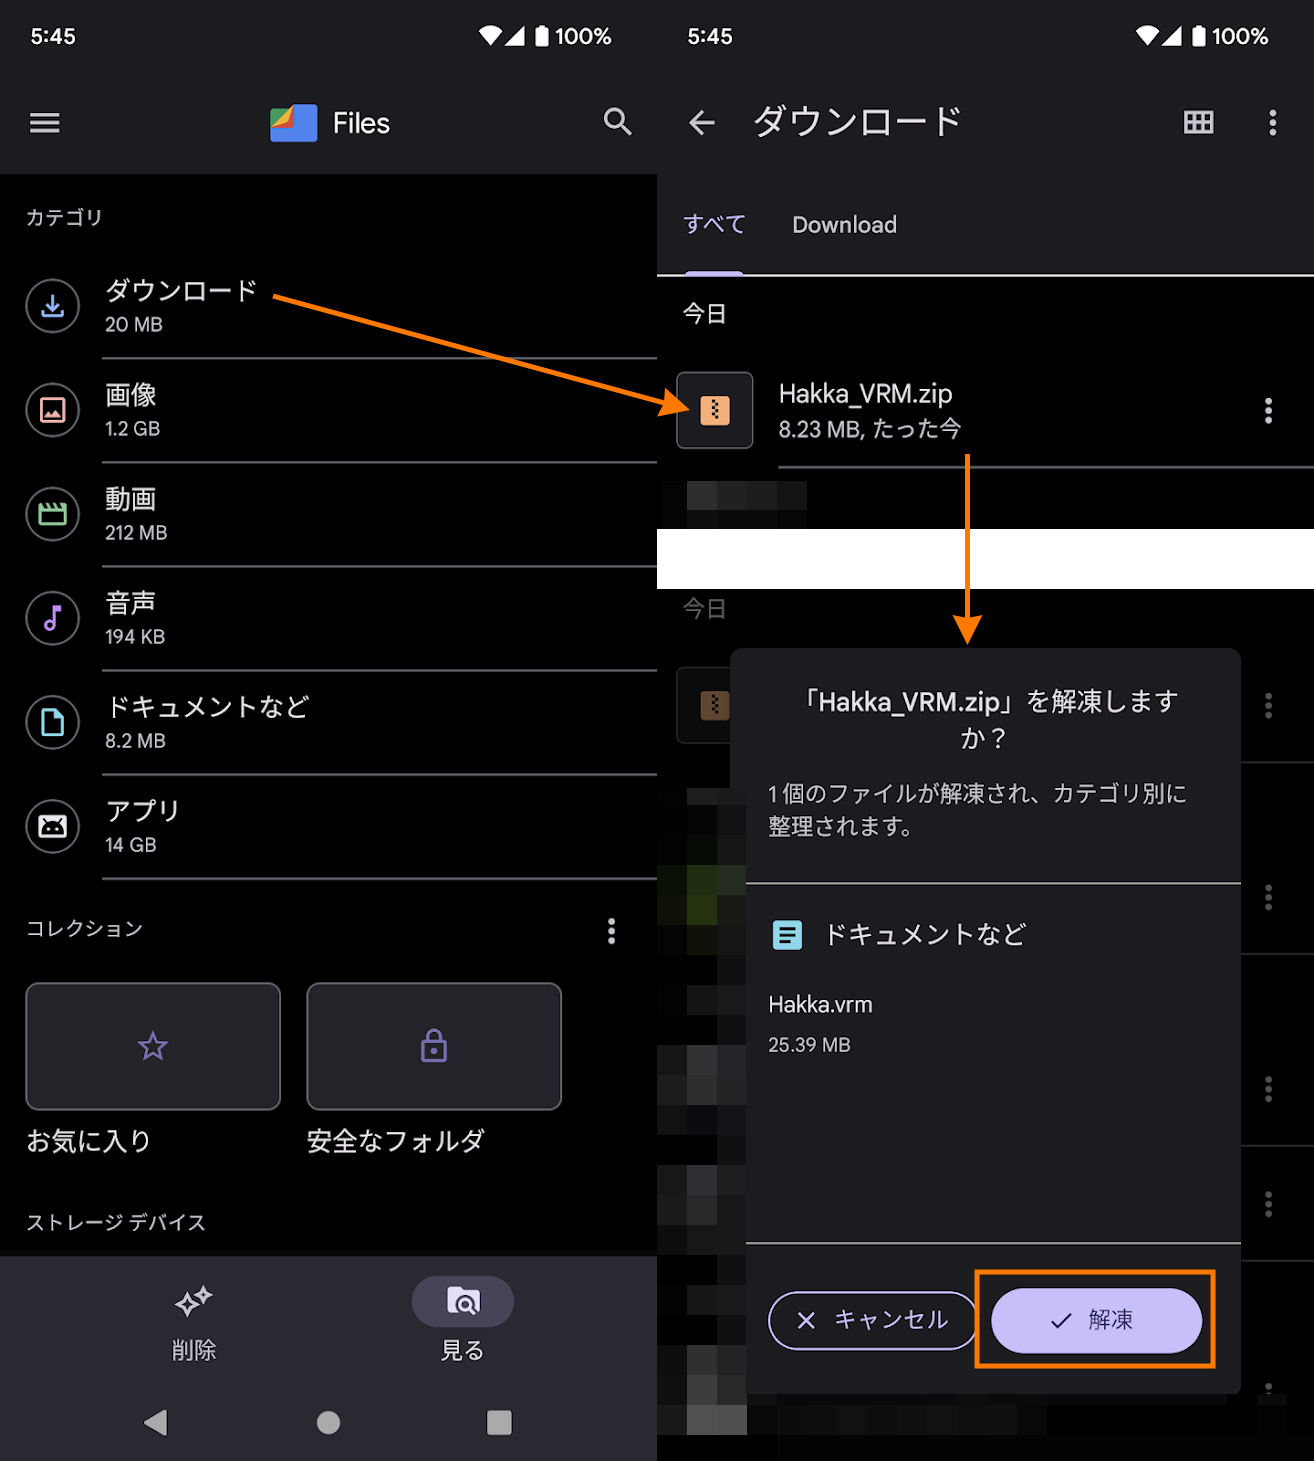 5:45
100%
Files
カテゴリ
ダウンロード
20 MB
画像
1.2 GB
動画
212 MB
音声
194 KB
ドキュメントなど
8.2 MB
アプリ
14 GB
コレクション
お気に入り
安全なフォルダ
ストレージ デバイス
削除
見る
5:45
100%
ダウンロード
すべて
Download
今日
Hakka_VRM.zip
8.23 MB, たった今
今日
「Hakka_VRM.zip」を解凍します
か？
1 個のファイルが解凍され、カテゴリ別に
整理されます。
ドキュメントなど
Hakka.vrm
25.39 MB
キャンセル
解凍